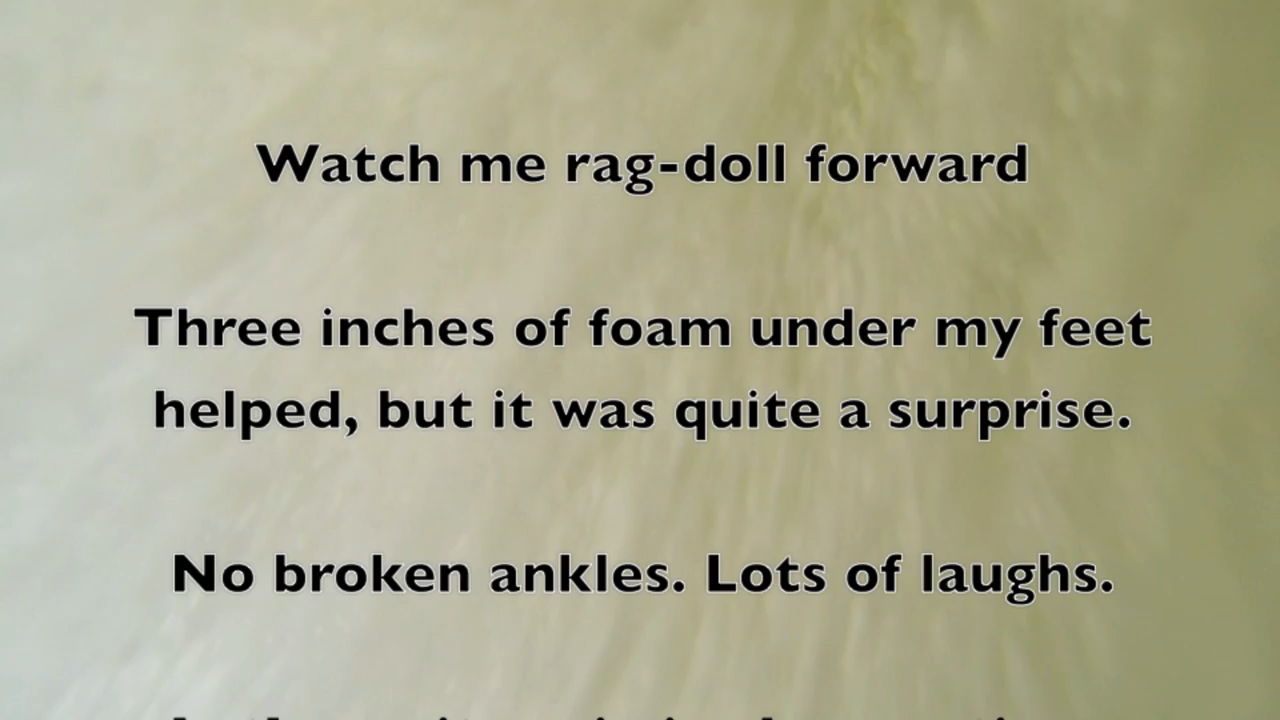 Watch me rag-doll forward
Three inches of foam under my feet
helped, but it was quite a surprise.
No broken ankles. Lots of laughs.